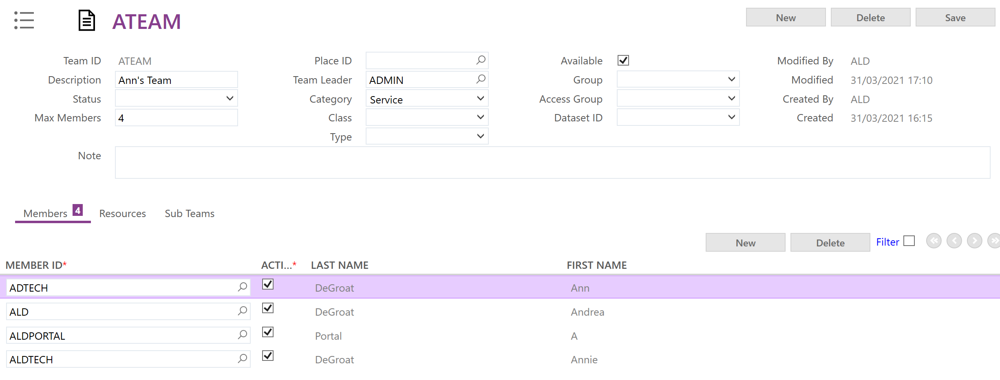 ATEAM
New Delete Save
Team ID ATEAM Place ID Available Modified By ALD
Description Ann's Team Team Leader ADMIN Group Modified 31/03/2021 17:10
Status Category Service Access Group Created By ALD
Max Members 4 Class Dataset ID Created 31/03/2021 16:15
Type
Note
Members 4 Resources Sub Teams
New Delete Filter
MEMBER ID* ACTI...* LAST NAME FIRST NAME
ADTECH DeGroat Ann
ALD DeGroat Andrea
ALDPORTAL Portal A
ALDTECH DeGroat Annie